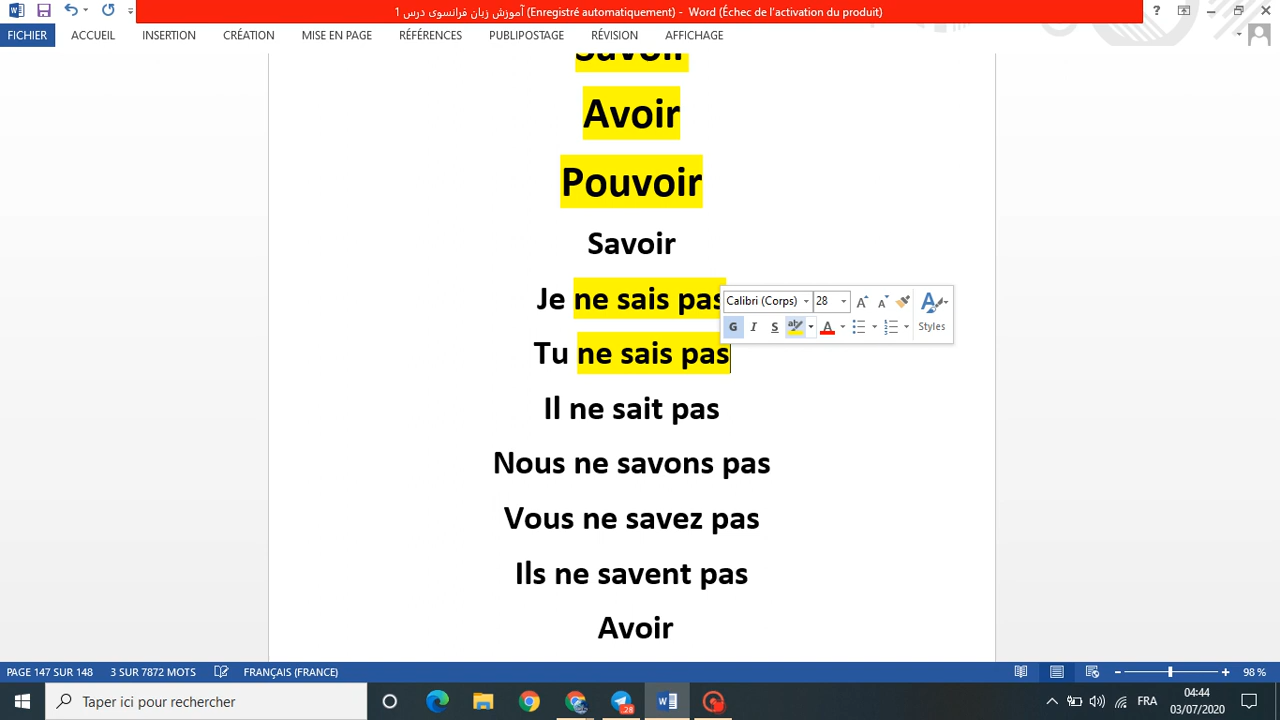 آموزش زبان فرانسوی درس 1 (Enregistré automatiquement) - Word (Échec de l'activation du produit)
FICHIER ACCUEIL INSERTION CRÉATION MISE EN PAGE RÉFÉRENCES PUBLIPOSTAGE RÉVISION AFFICHAGE
Savoir
Avoir
Pouvoir
Savoir
Je ne sais pas
Calibri (Corps) 28
G I S Styles
Tu ne sais pas
Il ne sait pas
Nous ne savons pas
Vous ne savez pas
Ils ne savent pas
Avoir
PAGE 147 SUR 148 3 SUR 7872 MOTS FRANÇAIS (FRANCE) 98 %
Taper ici pour rechercher
28
FRA
04:44
03/07/2020